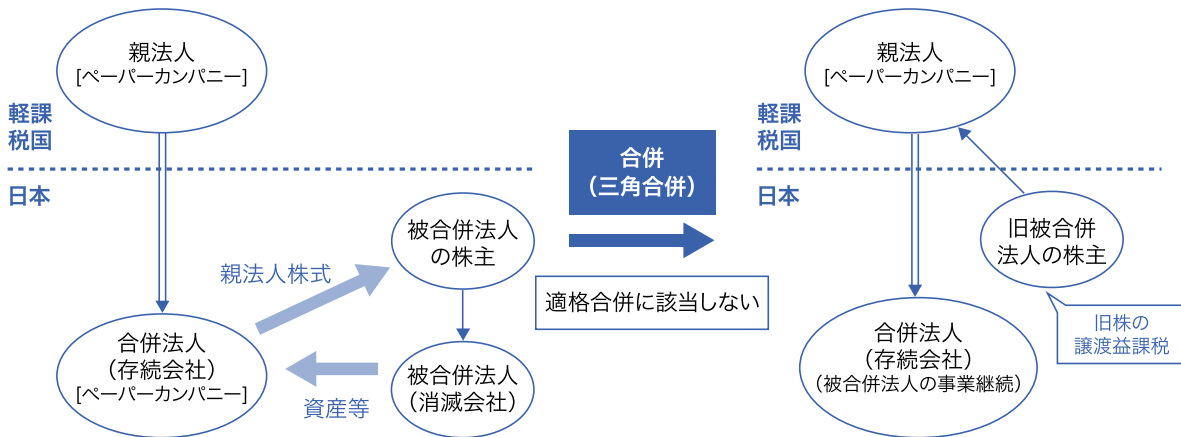 親法人
[ペーパーカンパニー]
軽課
税国
日本
被合併法人
の株主
親法人株式
合併法人
（存続会社）
[ペーパーカンパニー]
資産等
被合併法人
（消滅会社）
合併
（三角合併）
適格合併に該当しない
親法人
[ペーパーカンパニー]
軽課
税国
日本
旧被合併
法人の株主
旧株の
譲渡益課税
合併法人
（存続会社）
（被合併法人の事業継続）